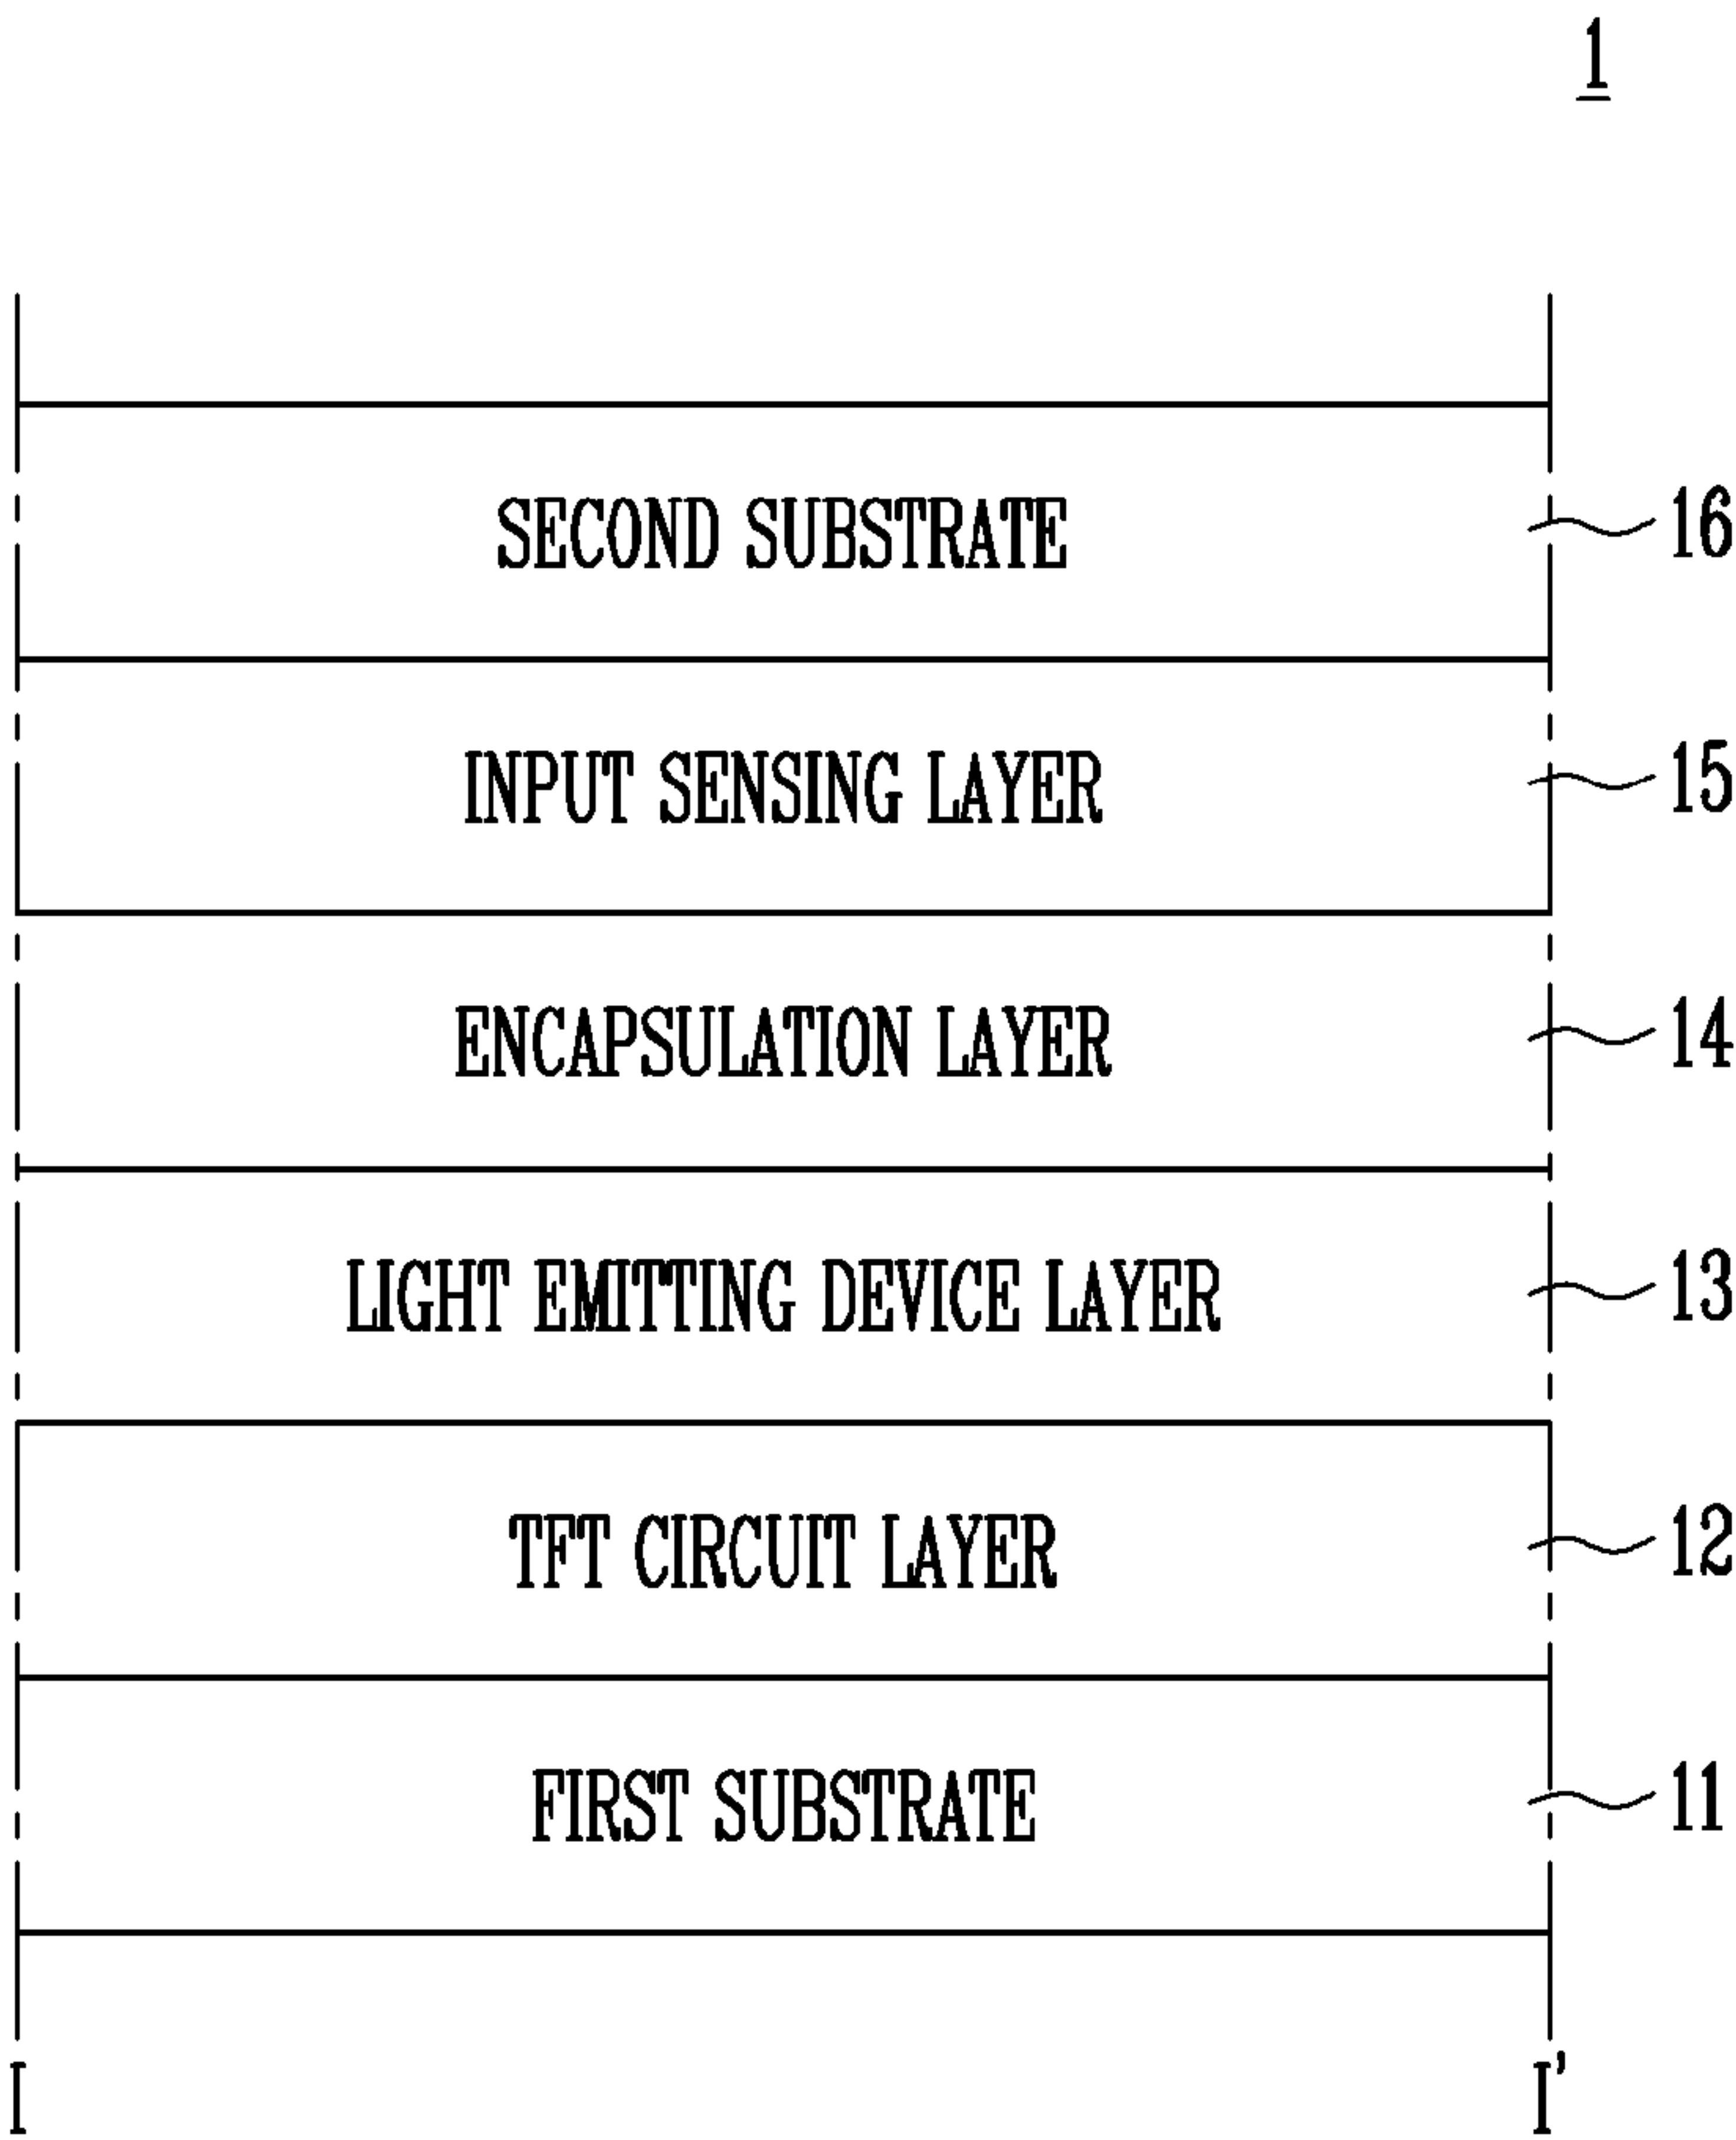 1
SECOND SUBSTRATE 16
INPUT SENSING LAYER 15
ENCAPSULATION LAYER 14
LIGHT EMITTING DEVICE LAYER 13
TFT CIRCUIT LAYER 12
FIRST SUBSTRATE 11
I I'